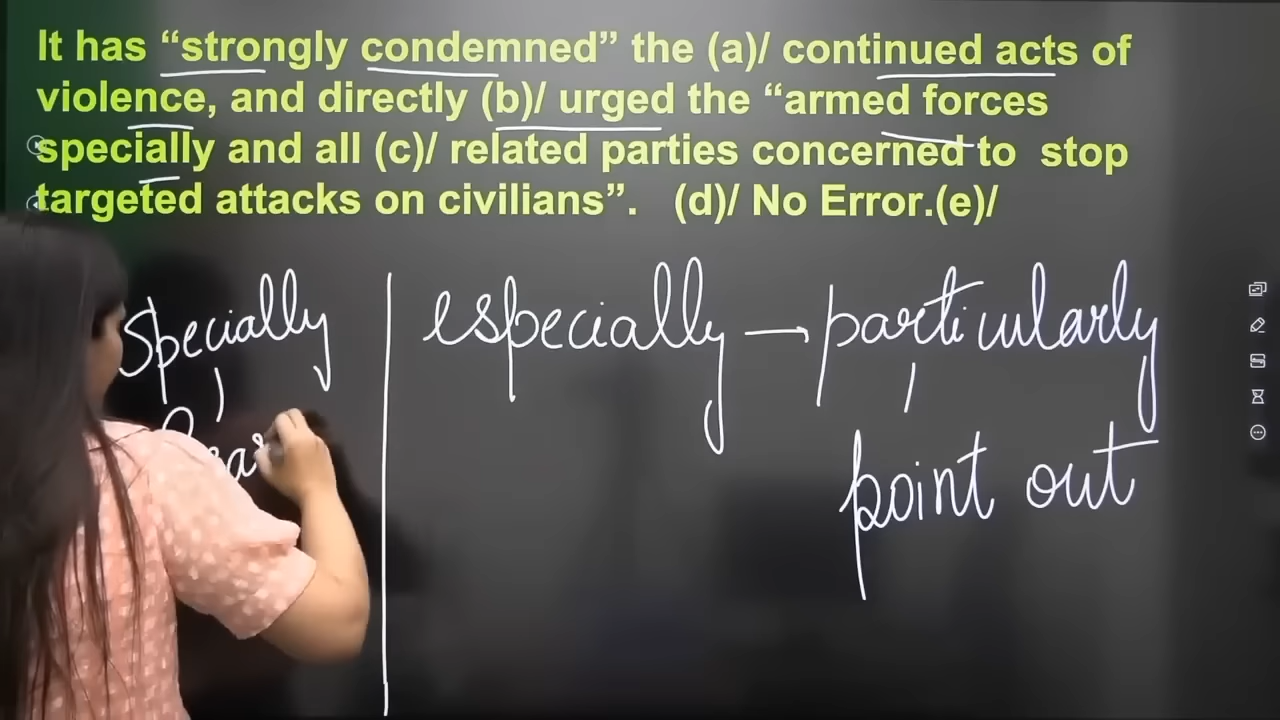 It has “strongly condemned” the (a)/ continued acts of
violence, and directly (b)/ urged the “armed forces
specially and all (c)/ related parties concerned to stop
targeted attacks on civilians”. (d)/ No Error.(e)/
Specially especially → particularly
point out